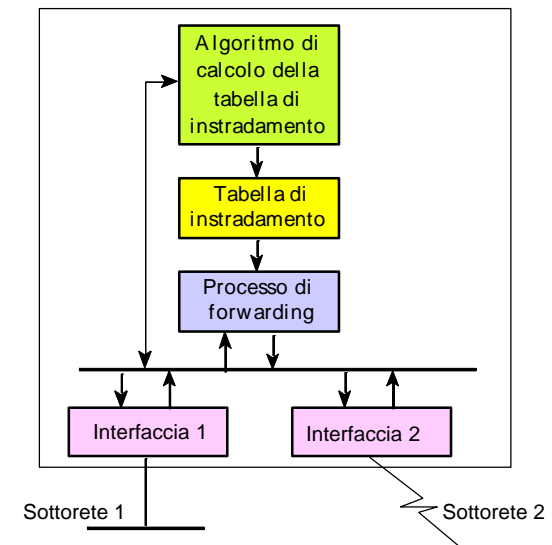 Algoritmo di
calcolo della
tabella di
instradamento
Tabella di
instradamento
Processo di
forwarding
Interfaccia 1
Interfaccia 2
Sottorete 1
Sottorete 2